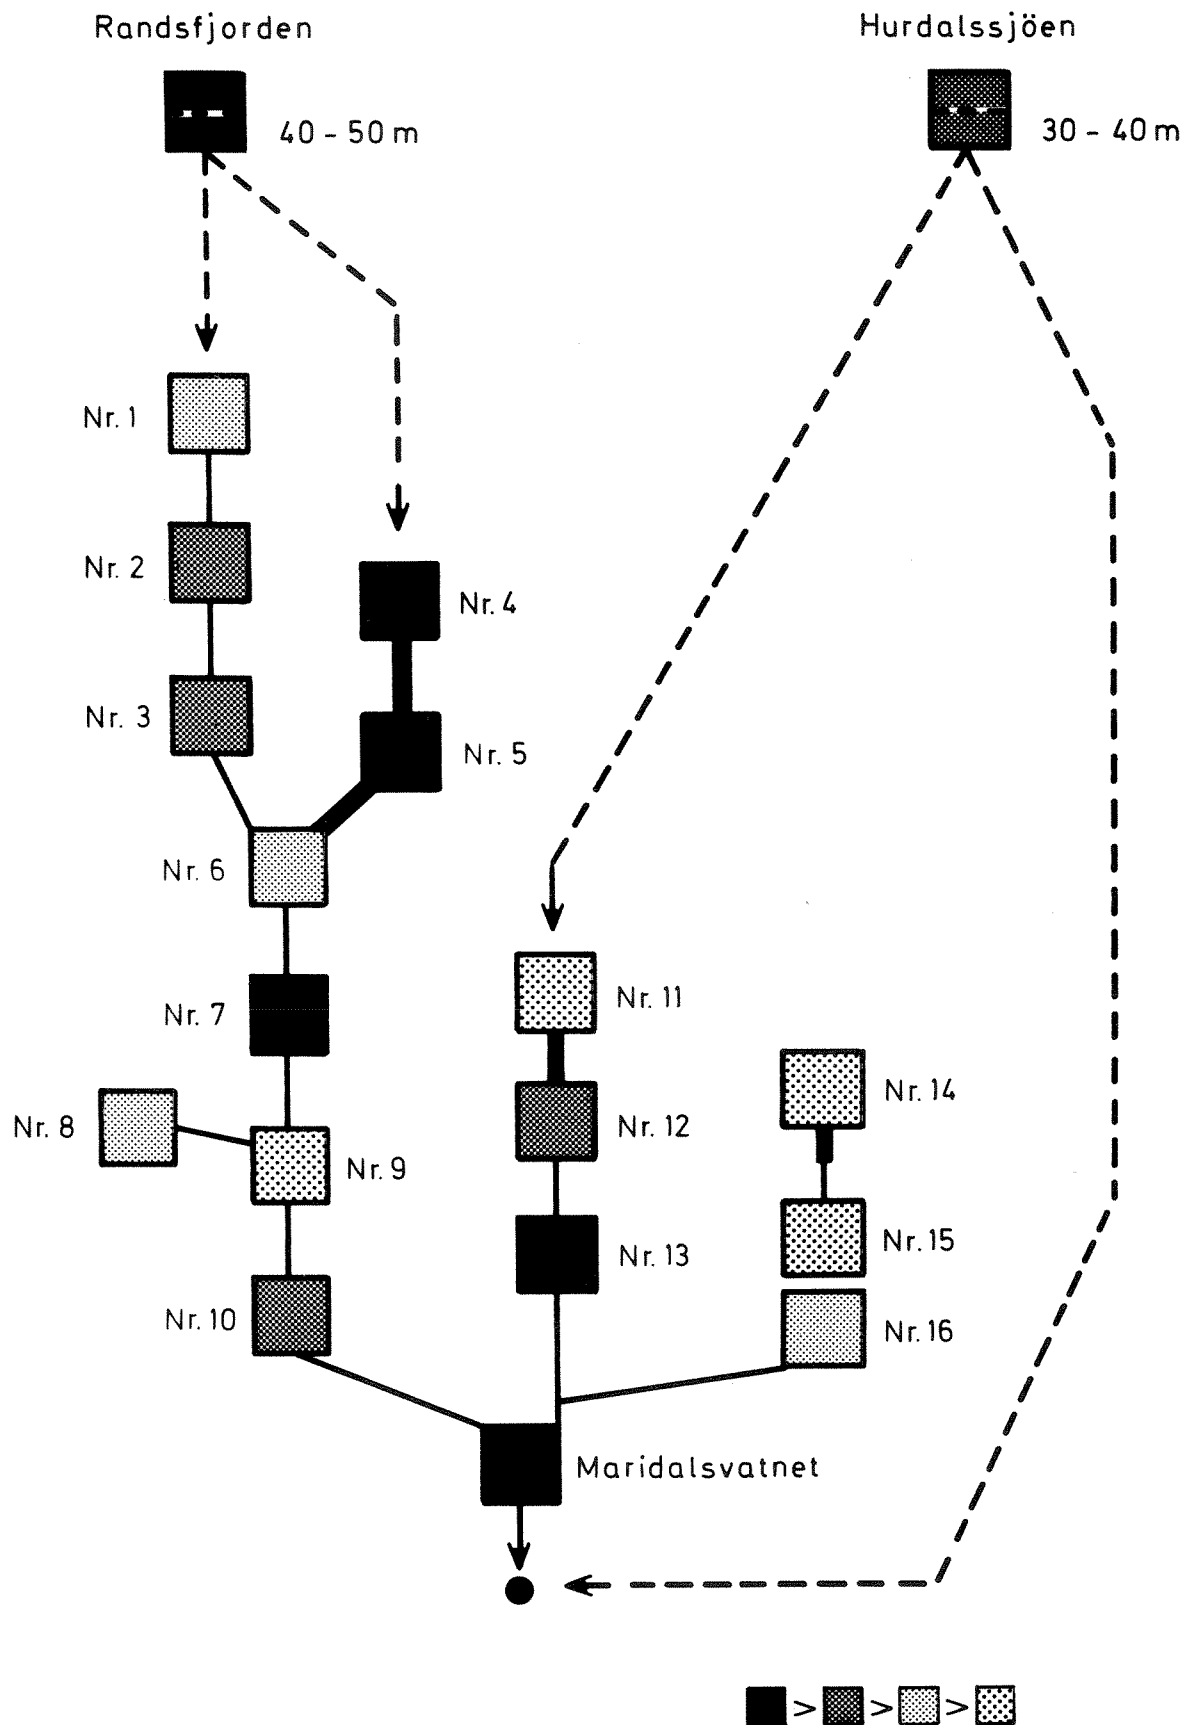 Randsfjorden
Hurdalssjöen
40 - 50 m
30 - 40 m
Nr. 1
Nr. 2
Nr. 4
Nr. 3
Nr. 5
Nr. 6
Nr. 11
Nr. 7
Nr. 14
Nr. 8
Nr. 12
Nr. 9
Nr. 15
Nr. 13
Nr. 10
Nr. 16
Maridalsvatnet
> > >